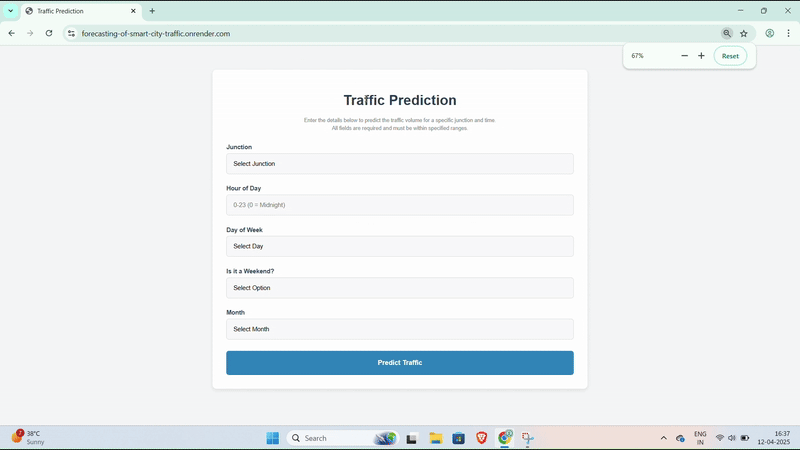 Traffic Prediction
forecasting-of-smart-city-traffic.onrender.com
67%
Reset
Traffic Prediction
Enter the details below to predict the traffic volume for a specific junction and time.
All fields are required and must be within specified ranges.
Junction
Select Junction
Hour of Day
0-23 (0 = Midnight)
Day of Week
Select Day
Is it a Weekend?
Select Option
Month
Select Month
Predict Traffic
2
38°C
Sunny
Search
ENG
IN
16:37
12-04-2025